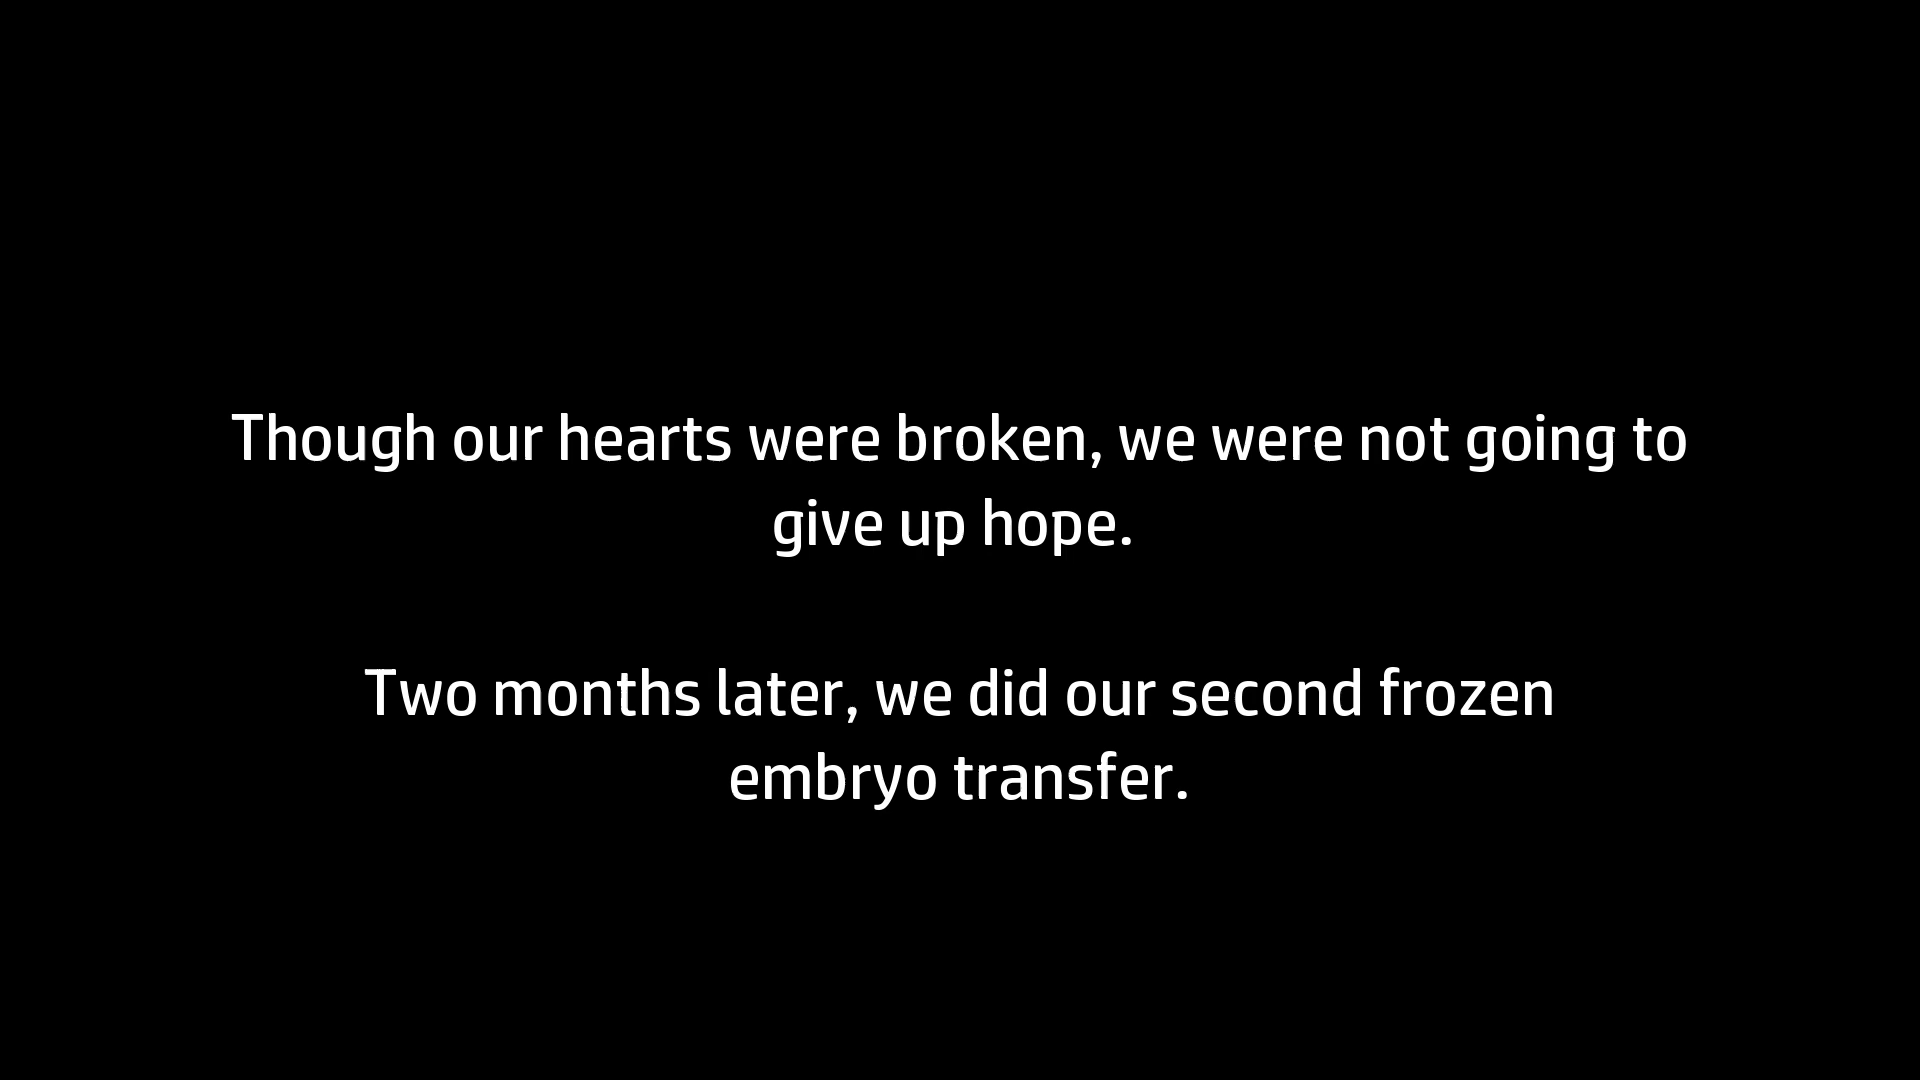 Though our hearts were broken, we were not going to
give up hope.
Two months later, we did our second frozen
embryo transfer.